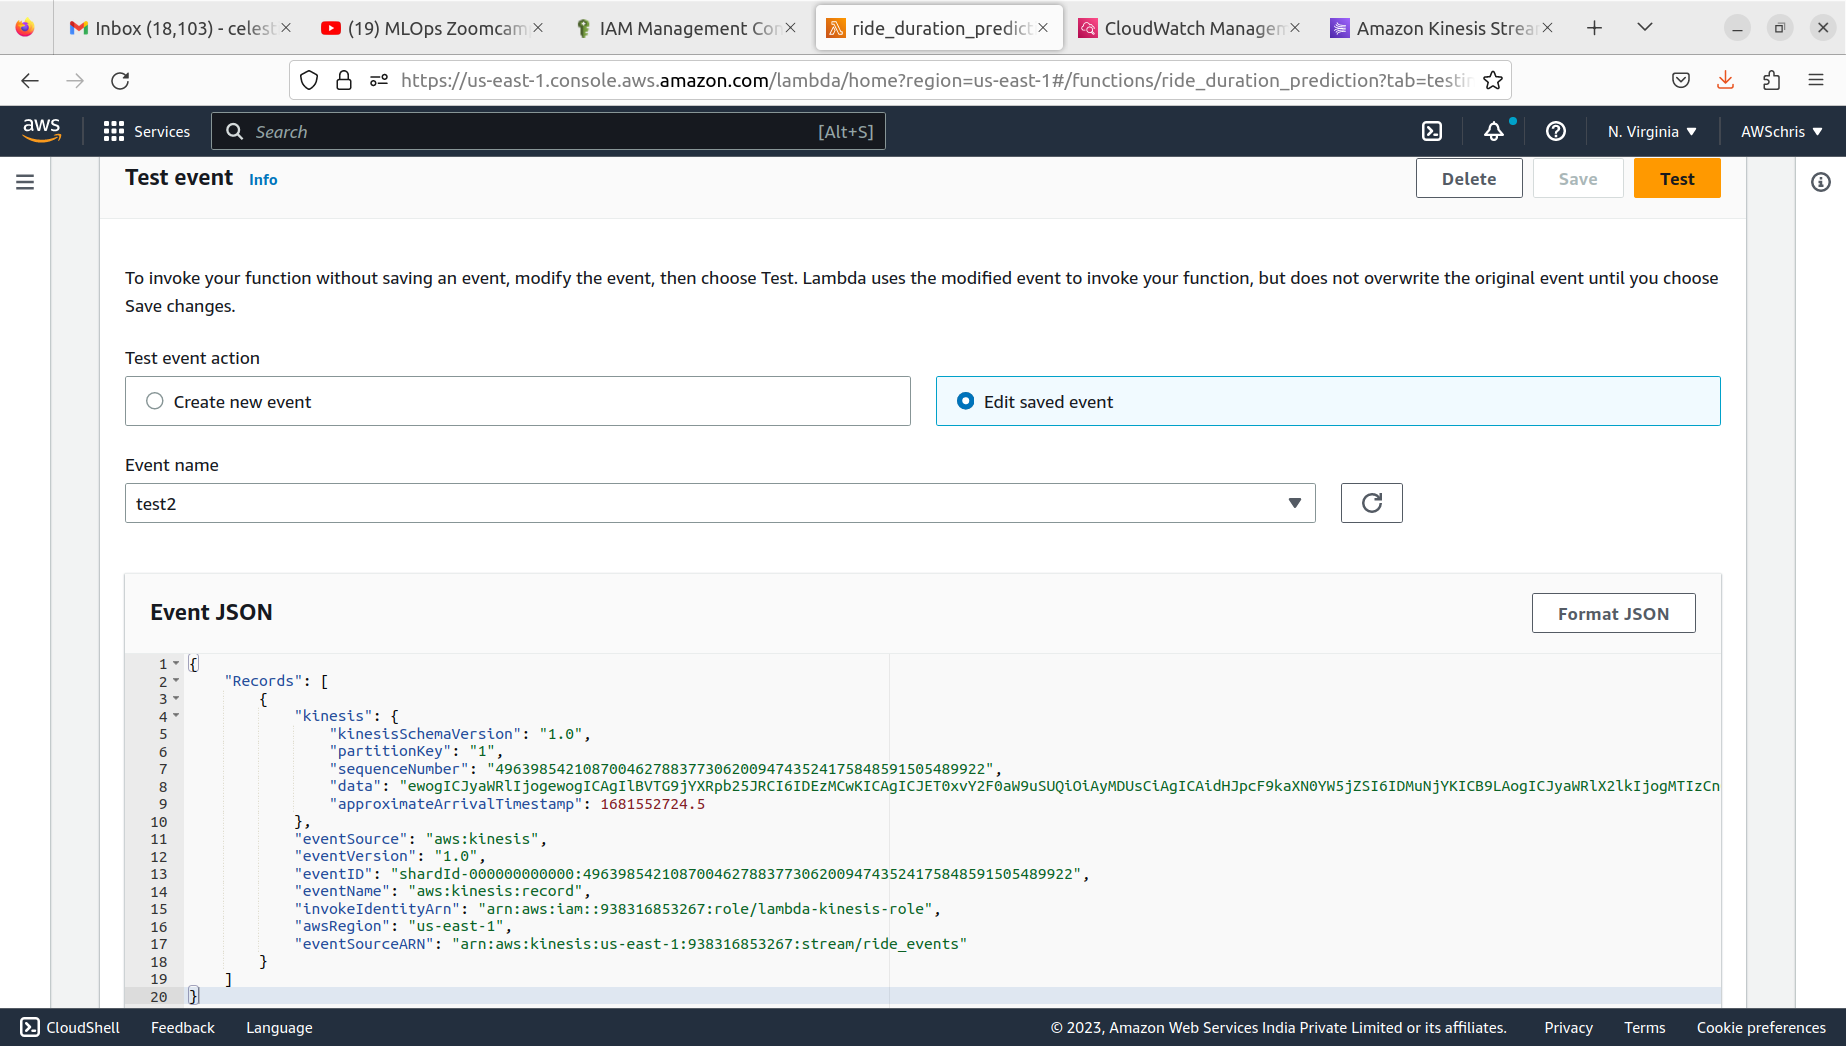 Inbox (18,103) - celest
(19) MLOps Zoomcam
IAM Management Con
ride_duration_predict
CloudWatch Managem
Amazon Kinesis Strea
https://us-east-1.console.aws.amazon.com/lambda/home?region=us-east-1#/functions/ride_duration_prediction?tab=testi
aws
Services
Search
[Alt+S]
N. Virginia
AWSchris
Test event
Info
Delete
Save
Test
To invoke your function without saving an event, modify the event, then choose Test. Lambda uses the modified event to invoke your function, but does not overwrite the original event until you choose
Save changes.
Test event action
Create new event
Edit saved event
Event name
test2
Event JSON
Format JSON
1 {
2 "Records": [
3 {
4 "kinesis": {
5 "kinesisSchemaVersion": "1.0",
6 "partitionKey": "1",
7 "sequenceNumber": "49639854210870046278837730620094743524175848591505489922",
8 "data": "ewogICJyaWRlIjogewogICAgIlBVTG9jYXRpb25JRCI6IDEzMCwKICAgICJET0xvY2F0aW9uSUQiOiAyMDUsCiAgICAidHJpcF9kaXN0YW5jZSI6IDMuNjYKICB9LAogICJyaWRlX2lkIjogMTIzCn
9 "approximateArrivalTimestamp": 1681552724.5
10 },
11 "eventSource": "aws:kinesis",
12 "eventVersion": "1.0",
13 "eventID": "shardId-000000000000:49639854210870046278837730620094743524175848591505489922",
14 "eventName": "aws:kinesis:record",
15 "invokeIdentityArn": "arn:aws:iam::938316853267:role/lambda-kinesis-role",
16 "awsRegion": "us-east-1",
17 "eventSourceARN": "arn:aws:kinesis:us-east-1:938316853267:stream/ride_events"
18 }
19 ]
20 }
CloudShell
Feedback
Language
© 2023, Amazon Web Services India Private Limited or its affiliates.
Privacy
Terms
Cookie preferences